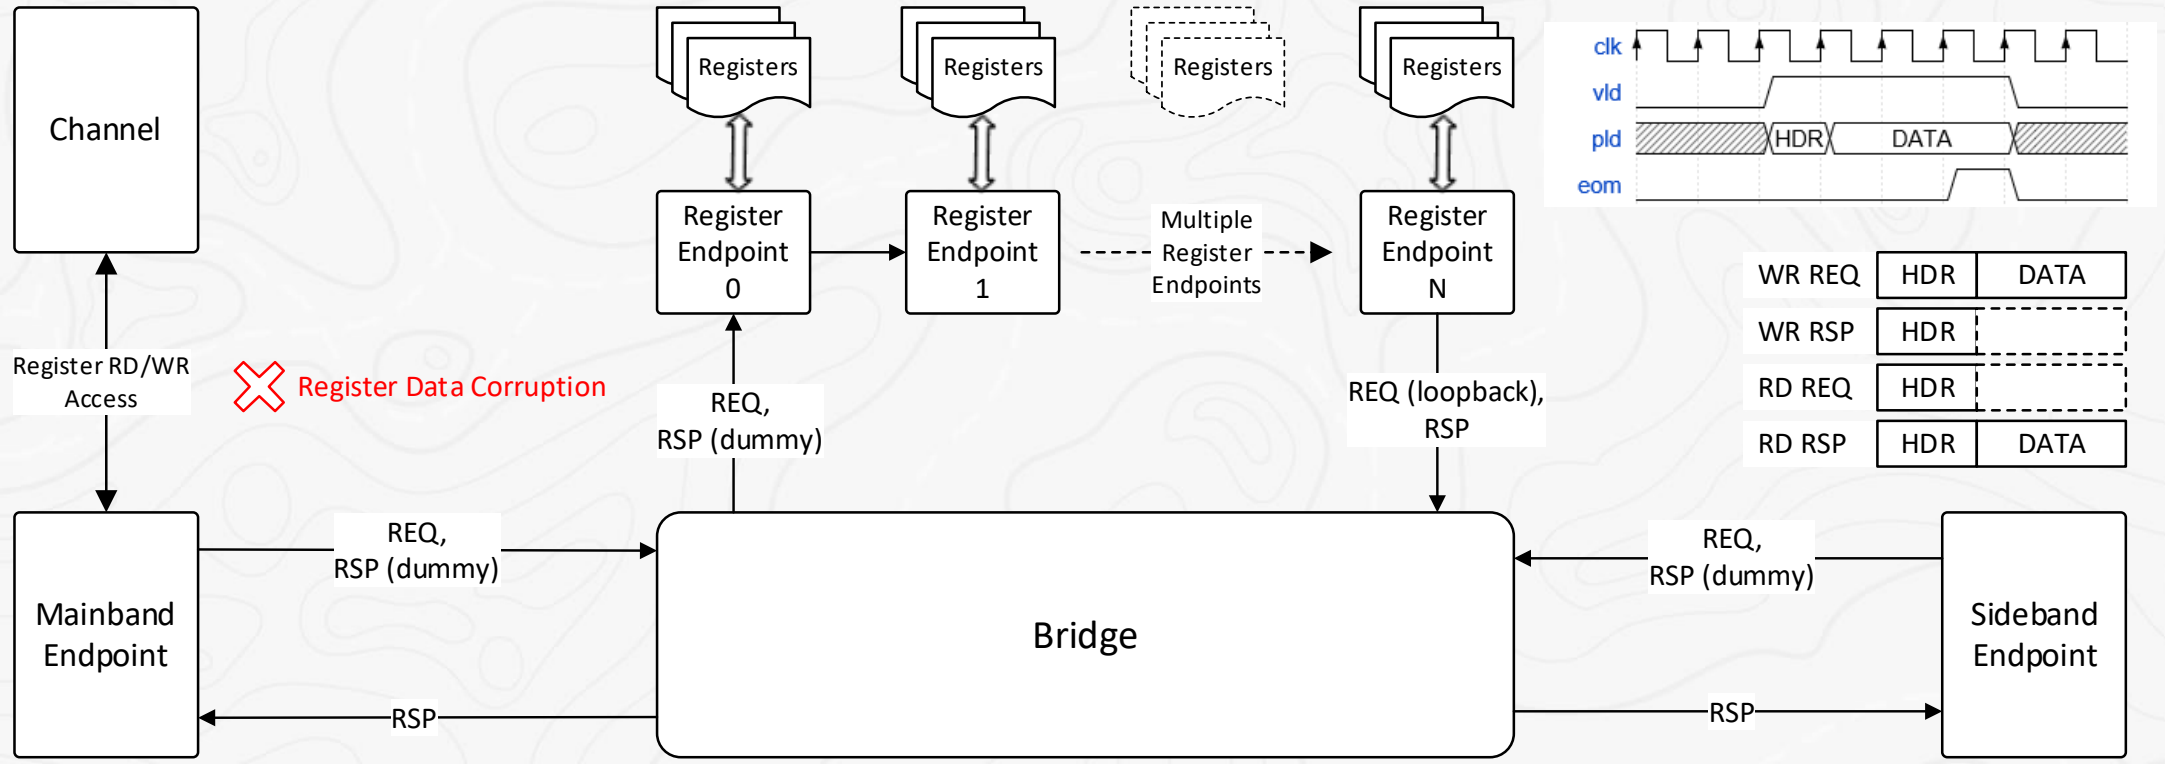 Channel
Registers
Registers
Registers
Registers
clk
vld
pld
HDR
DATA
eom
Register
Endpoint
0
Register
Endpoint
1
Multiple
Register
Endpoints
Register
Endpoint
N
WR REQ HDR DATA
WR RSP HDR
RD REQ HDR
RD RSP HDR DATA
Register RD/WR
Access
Register Data Corruption
REQ,
RSP (dummy)
REQ (loopback),
RSP
Mainband
Endpoint
REQ,
RSP (dummy)
RSP
Bridge
REQ,
RSP (dummy)
RSP
Sideband
Endpoint